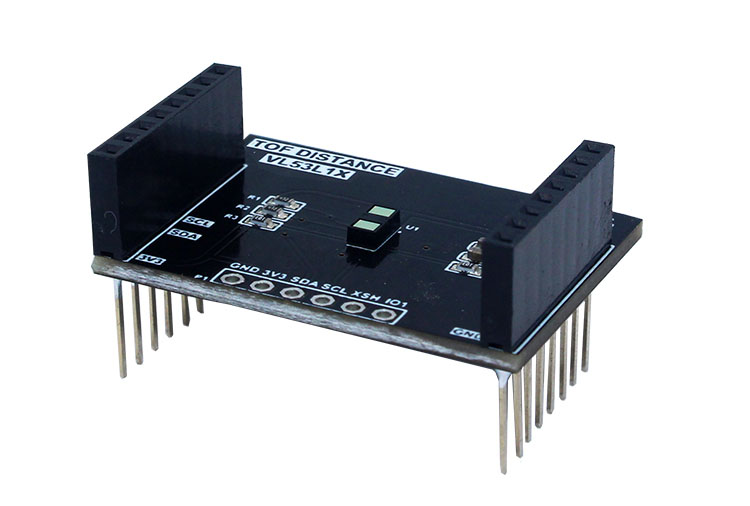 TOF DISTANCE
VL53L1X
R1
R2
R3
U1
SCL
SDA
3V3
P1
GND 3V3 SDA SCL XSH IO1
GND